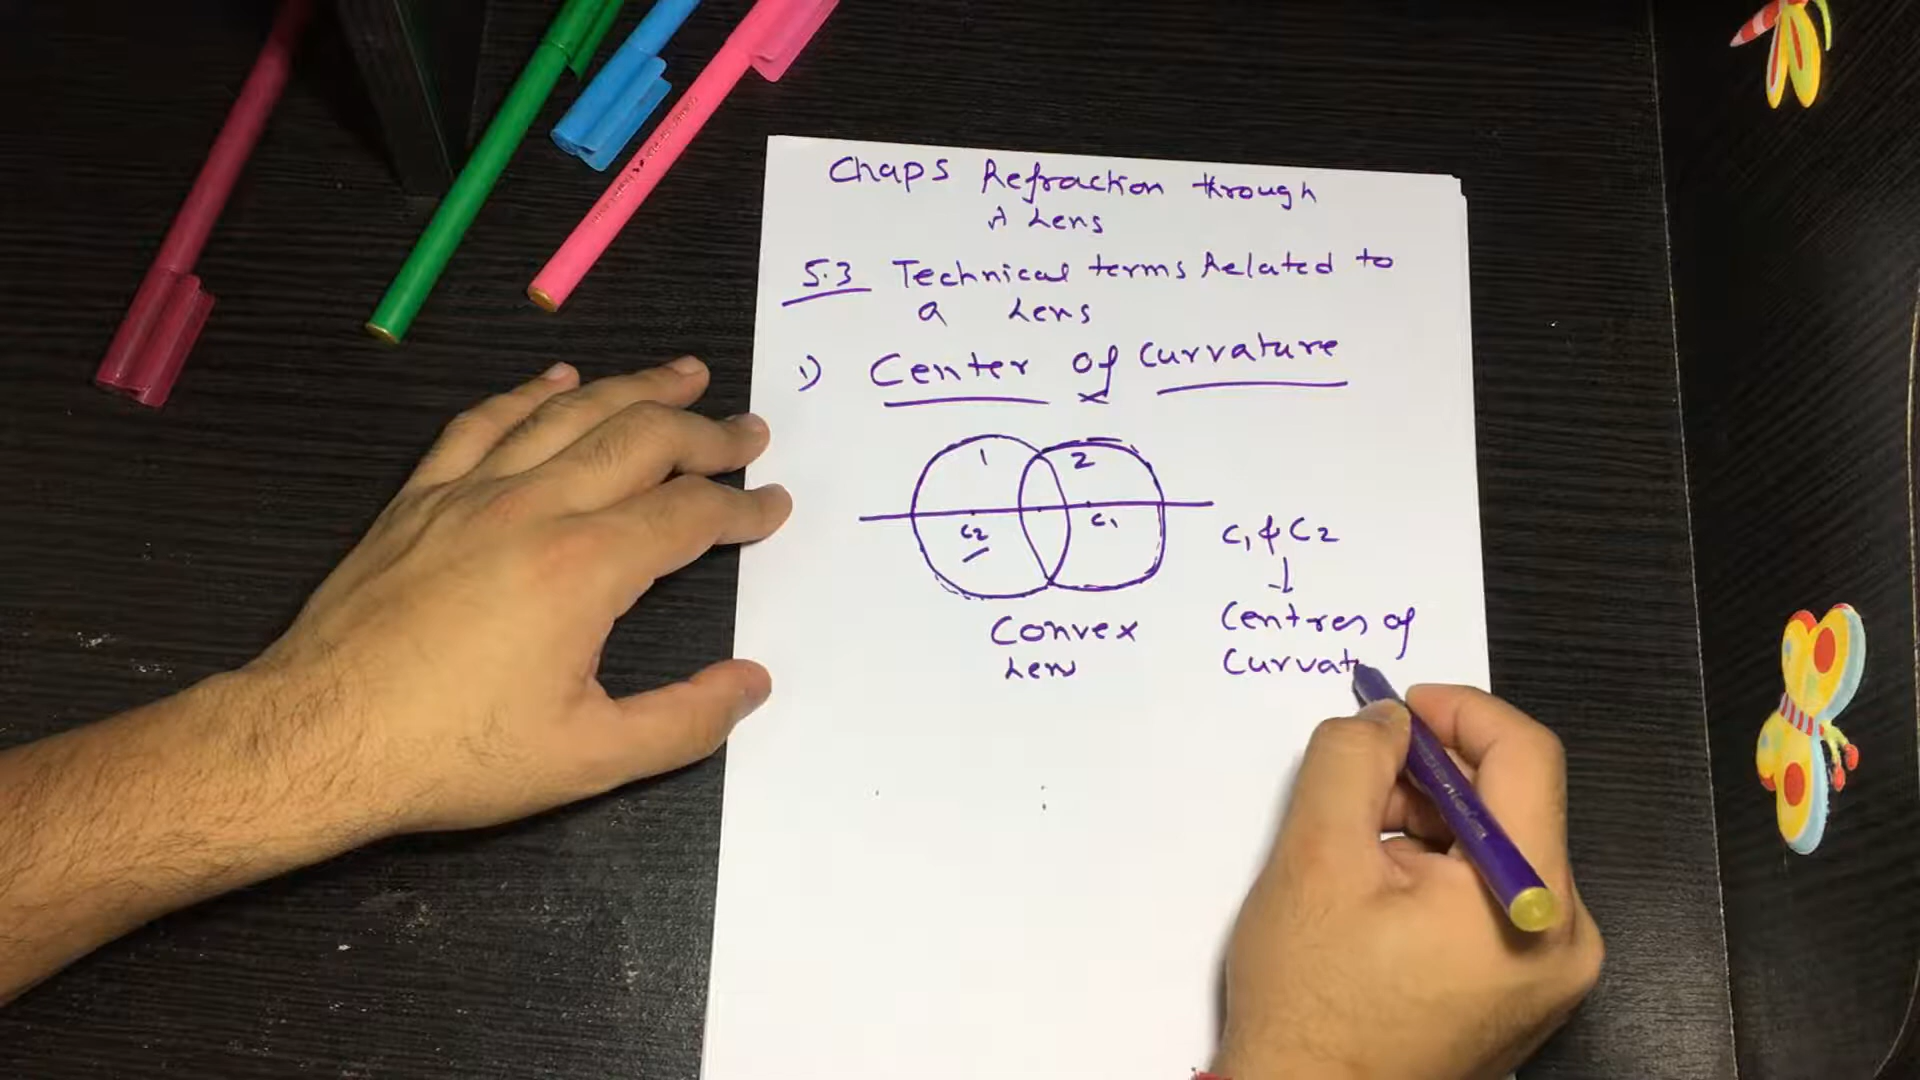 Chap5 Refraction through
A Lens
5.3 Technical terms Related to
a Lens
1) Center of Curvature
1 2
C2 C1
C1 & C2
Centres of
Curvat
Convex
Lens